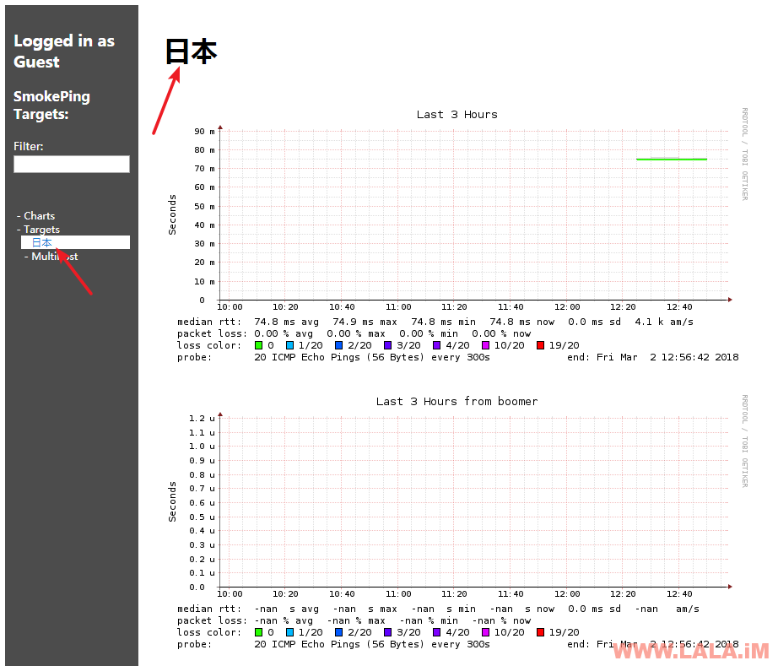 Logged in as
Guest
SmokePing
Targets:
Filter:
- Charts
- Targets
日本
- Multihost
日本
Last 3 Hours
RRDTOOL / TOBI OETIKER
Seconds
90 m
80 m
70 m
60 m
50 m
40 m
30 m
20 m
10 m
0
10:00 10:20 10:40 11:00 11:20 11:40 12:00 12:20 12:40
median rtt: 74.8 ms avg 74.9 ms max 74.8 ms min 74.8 ms now 0.0 ms sd 4.1 k am/s
packet loss: 0.00 % avg 0.00 % max 0.00 % min 0.00 % now
loss color: 0 1/20 2/20 3/20 4/20 10/20 19/20
probe: 20 ICMP Echo Pings (56 Bytes) every 300s end: Fri Mar 2 12:56:42 2018
Last 3 Hours from boomer
RRDTOOL / TOBI OETIKER
Seconds
1.2 u
1.1 u
1.0 u
0.9 u
0.8 u
0.7 u
0.6 u
0.5 u
0.4 u
0.3 u
0.2 u
0.1 u
0.0
10:00 10:20 10:40 11:00 11:20 11:40 12:00 12:20 12:40
median rtt: -nan s avg -nan s max -nan s min -nan s now 0.0 ms sd -nan am/s
packet loss: -nan % avg -nan % max -nan % min -nan % now
loss color: 0 1/20 2/20 3/20 4/20 10/20 19/20
probe: 20 ICMP Echo Pings (56 Bytes) every 300s end: Fri Mar 2 12:56:42 2018
WWW.LALA.iM